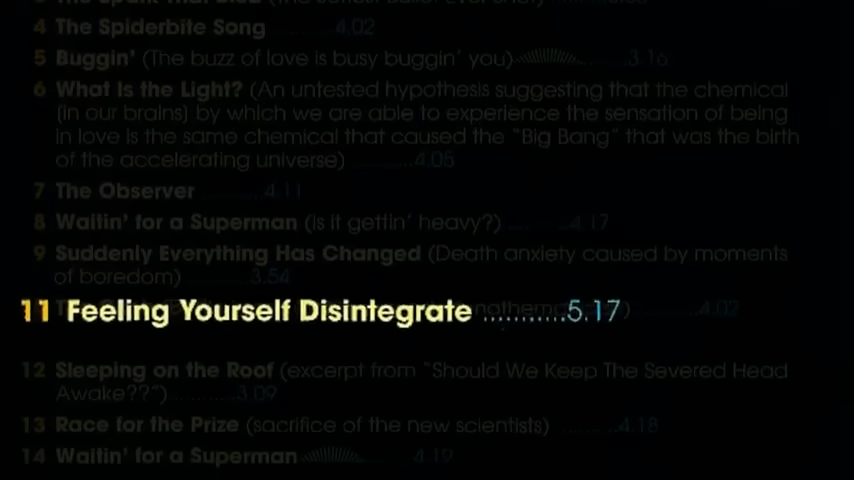 4 The Spiderbite Song ............4.02
5 Buggin' (The buzz of love is busy buggin' you) ........3.16
6 What Is the Light? (An untested hypothesis suggesting that the chemical
(in our brains) by which we are able to experience the sensation of being
in love is the same chemical that caused the "Big Bang" that was the birth
of the accelerating universe) ............4.05
7 The Observer ............4.11
8 Waitin' for a Superman (is it gettin' heavy?) ............4.17
9 Suddenly Everything Has Changed (Death anxiety caused by moments
of boredom) ............3.54
11 Feeling Yourself Disintegrate ............5.17
4.02
12 Sleeping on the Roof (excerpt from "Should We Keep The Severed Head
Awake??") ............3.09
13 Race for the Prize (sacrifice of the new scientists) ............4.18
14 Waitin' for a Superman ............4.19